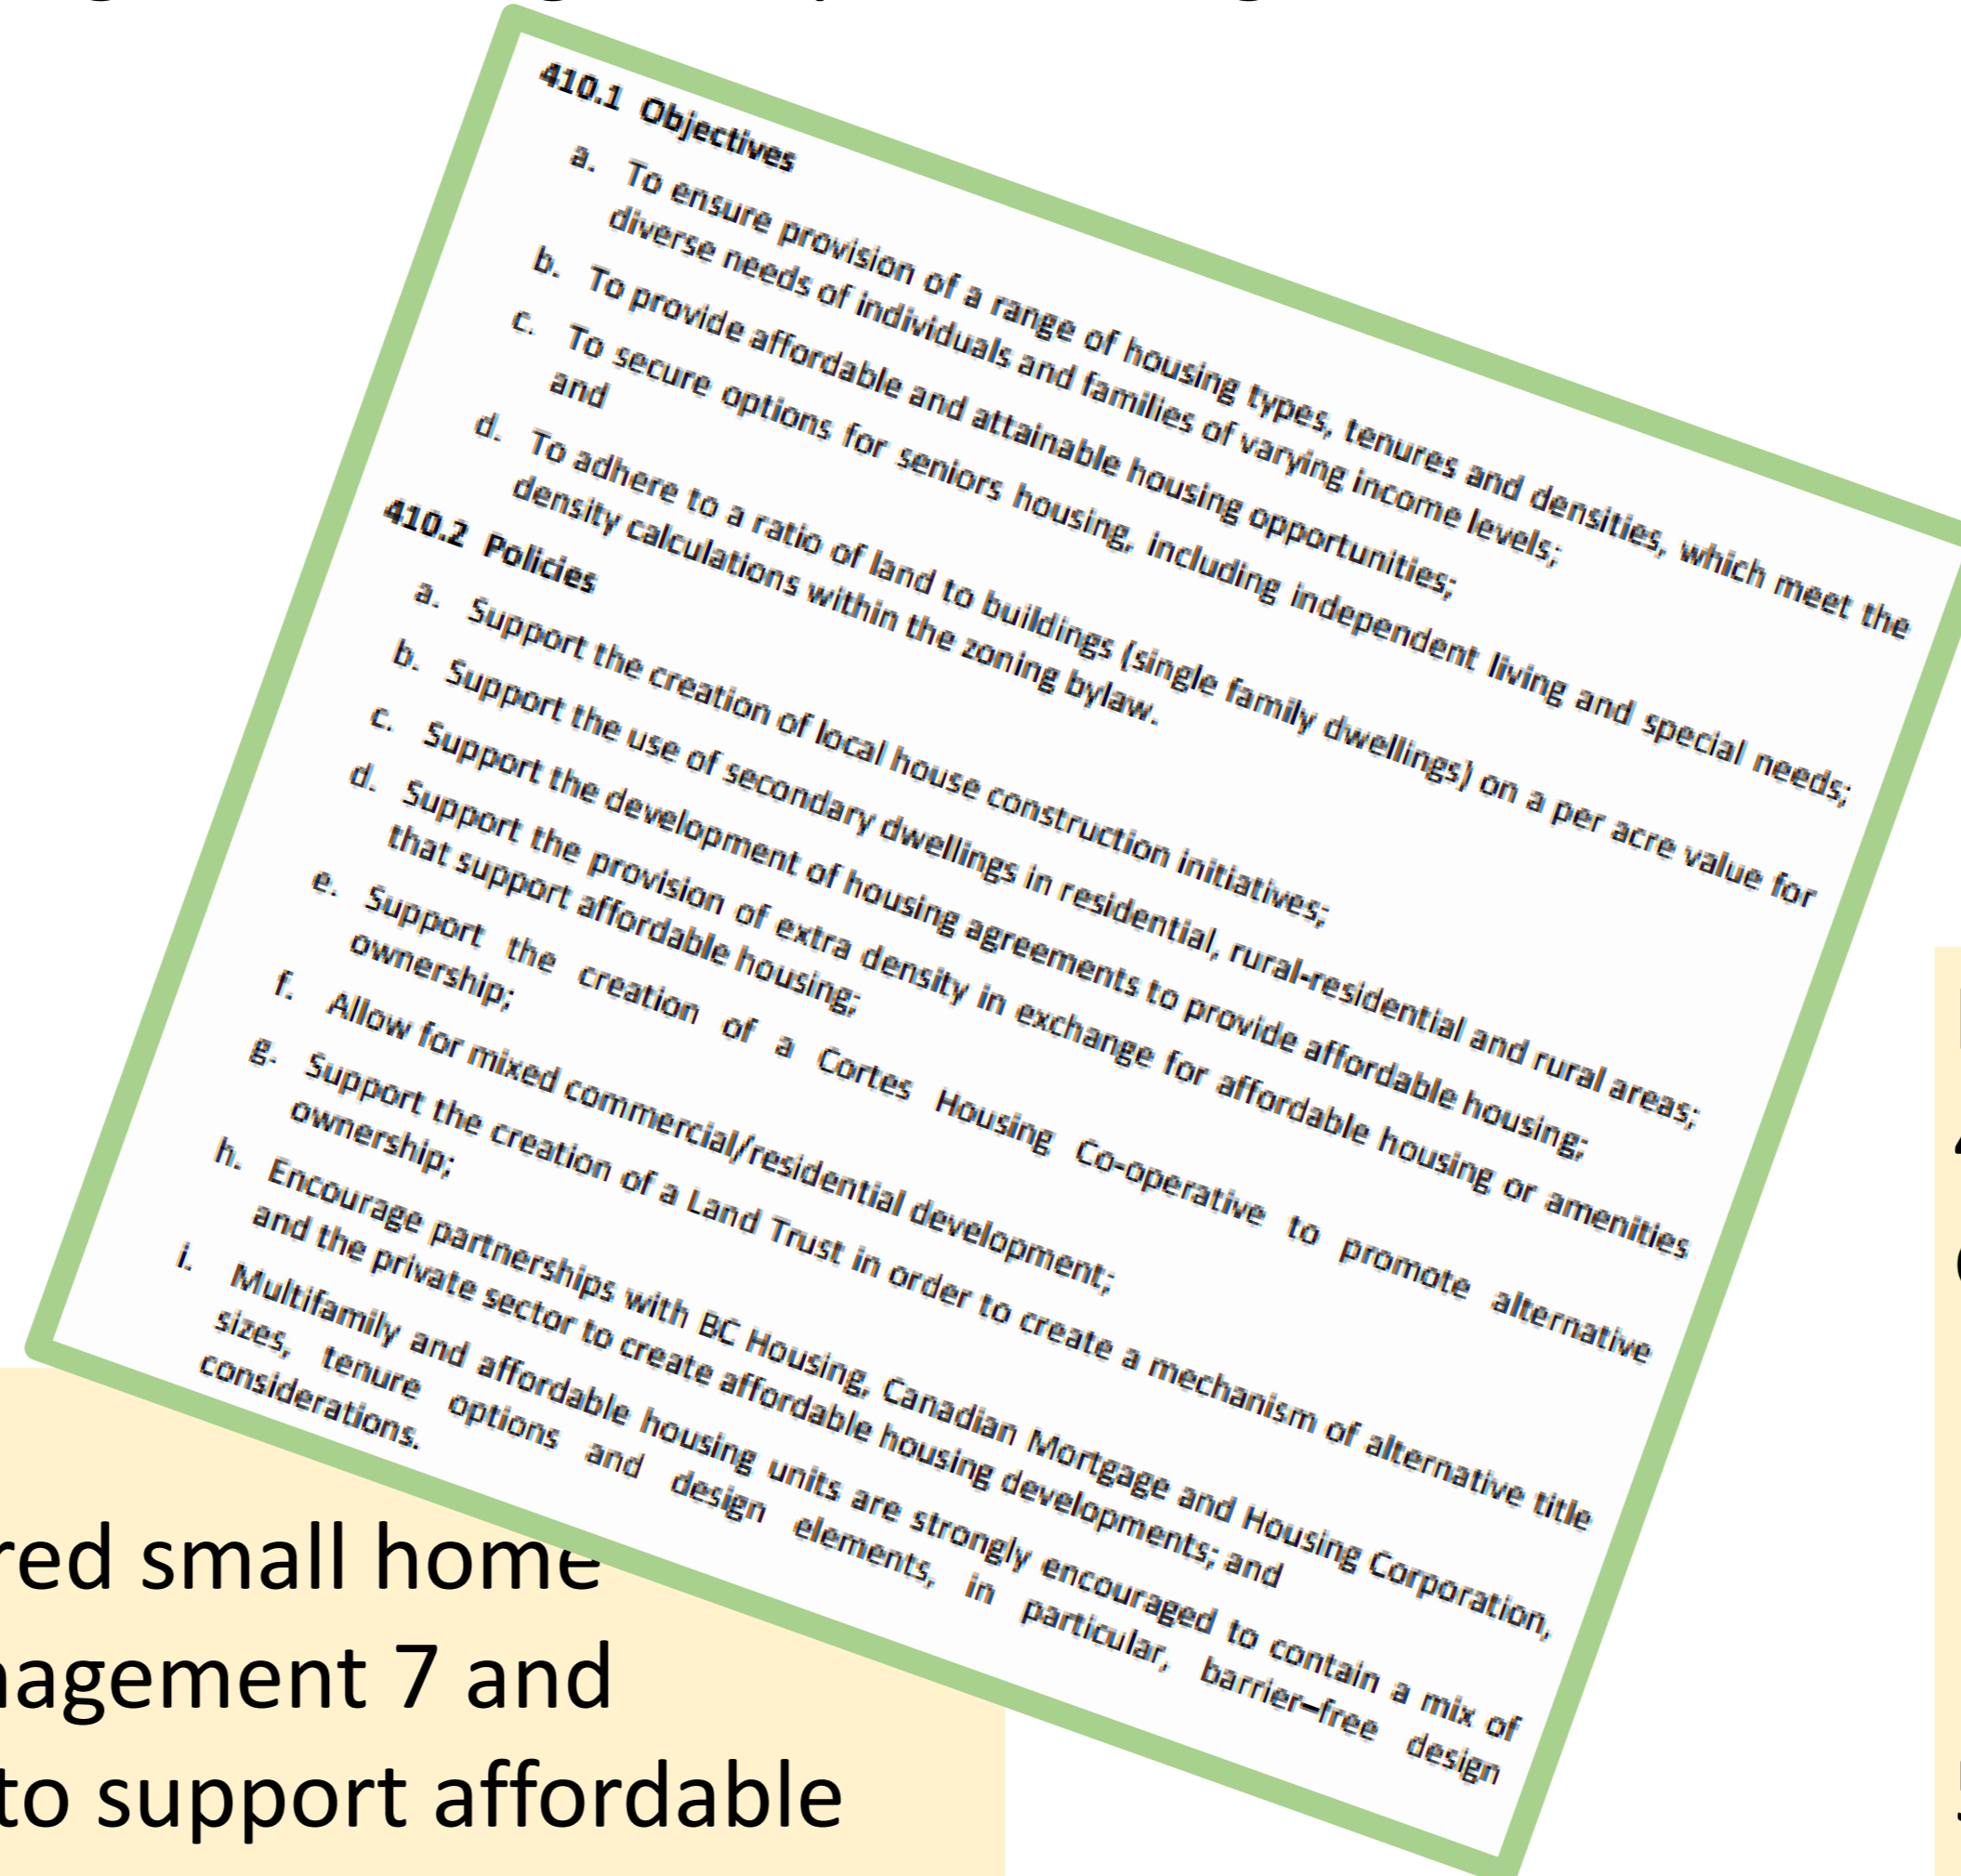 410.1 Objectives
a. To ensure provision of a range of housing types, tenures and densities, which meet the
diverse needs of individuals and families of varying income levels;
b. To provide affordable and attainable housing opportunities;
c. To secure options for seniors housing, including independent living and special needs;
and
d. To adhere to a ratio of land to buildings (single family dwellings) on a per acre value for
density calculations within the zoning bylaw.
410.2 Policies
a. Support the creation of local house construction initiatives;
b. Support the use of secondary dwellings in residential, rural-residential and rural areas;
c. Support the development of housing agreements to provide affordable housing;
d. Support the provision of extra density in exchange for affordable housing or amenities
that support affordable housing;
e. Support the creation of a Cortes Housing Co-operative to promote alternative
ownership;
f. Allow for mixed commercial/residential development;
g. Support the creation of a Land Trust in order to create a mechanism of alternative title
ownership;
h. Encourage partnerships with BC Housing, Canadian Mortgage and Housing Corporation,
and the private sector to create affordable housing developments; and
i. Multifamily and affordable housing units are strongly encouraged to contain a mix of
sizes, tenure options and design elements, in particular, barrier–free design
considerations.
red small home
nagement 7 and
to support affordable